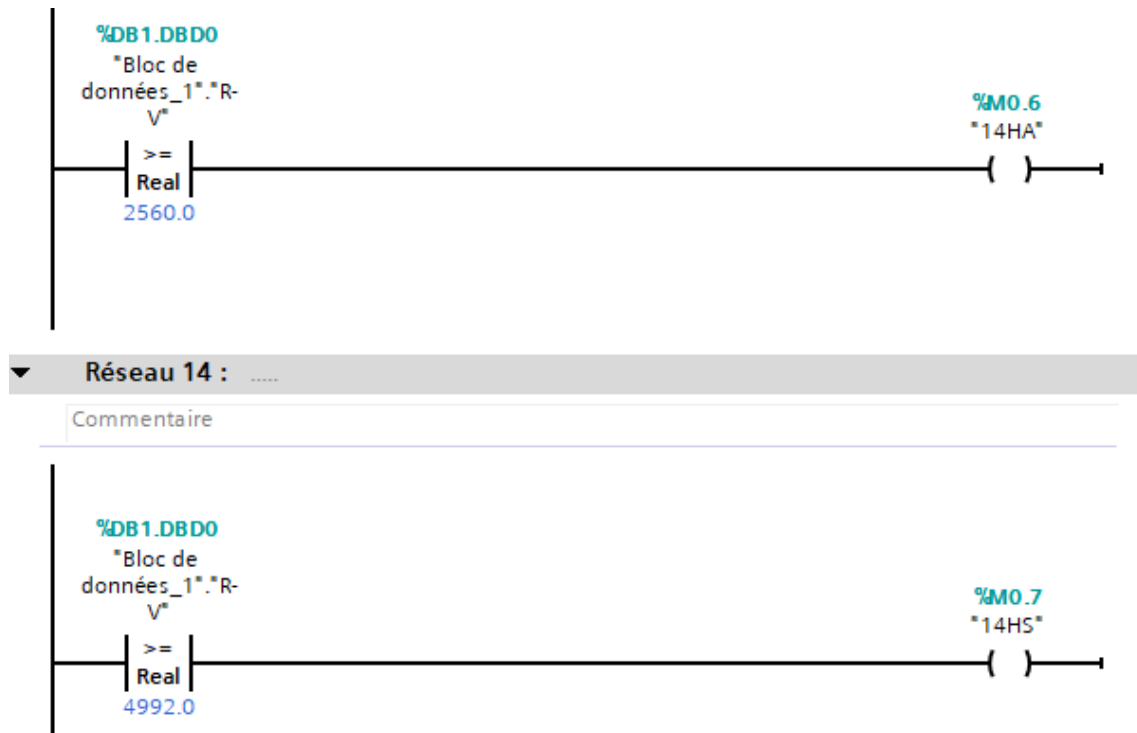 %DB1.DBD0
"Bloc de
données_1"."R-
V"
%M0.6
"14HA"
>=
Real
( )
2560.0
Réseau 14 : .....
Commentaire
%DB1.DBD0
"Bloc de
données_1"."R-
V"
%M0.7
"14HS"
>=
Real
( )
4992.0